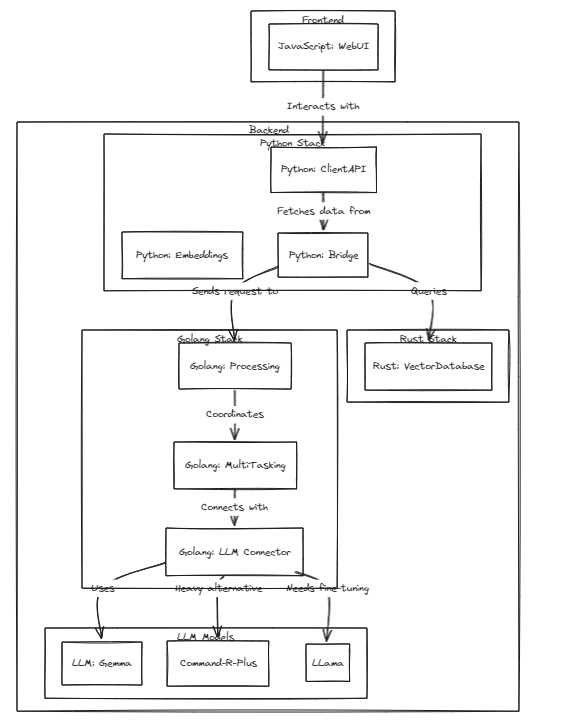 Frontend
JavaScript: WebUI
Interacts with
Backend
Python Stack
Python: ClientAPI
Fetches data from
Python: Embeddings
Python: Bridge
Sends request to
Queries
Golang Stack
Rust Stack
Golang: Processing
Rust: VectorDatabase
Coordinates
Golang: MultiTasking
Connects with
Golang: LLM Connector
Uses
Heavy alternative
Needs fine-tuning
LLM Models
LLM: Gemma
Command-R-Plus
LLama